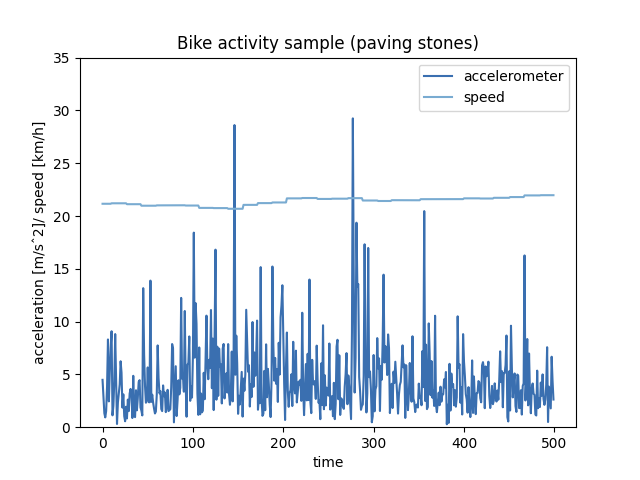 Bike activity sample (paving stones)
accelerometer
speed
acceleration [m/sˆ2]/ speed [km/h]
35
30
25
20
15
10
5
0
0 100 200 300 400 500
time